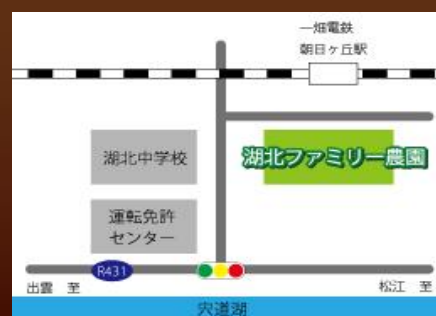 一畑電鉄
朝日ヶ丘駅
湖北中学校
湖北ファミリー農園
運転免許
センター
R431
出雲 至
松江 至
宍道湖